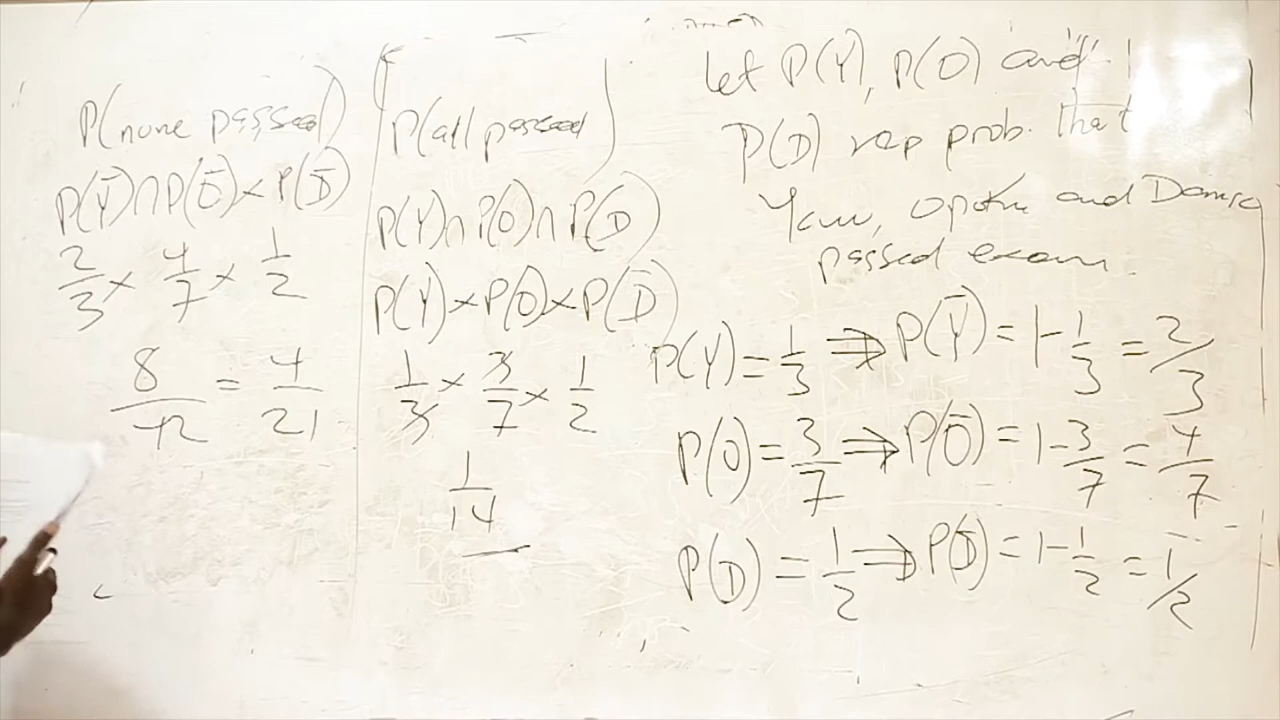 P(none passed)
P(Y̅)∩P(O̅)×P(D̅)
2/3 × 4/7 × 1/2
8/42 = 4/21
P(all passed)
P(Y)∩P(O)∩P(D)
P(Y)×P(O)×P(D)
1/3 × 3/7 × 1/2
1/14
let P(Y), P(O) and
P(D) rep prob. that
Yaw, Opoku and
passed exam.
P(Y) = 1/3 ⇒ P(Y̅) = 1 - 1/3 = 2/3
P(O) = 3/7 ⇒ P(O̅) = 1 - 3/7 = 4/7
P(D) = 1/2 ⇒ P(D̅) = 1 - 1/2 = 1/2